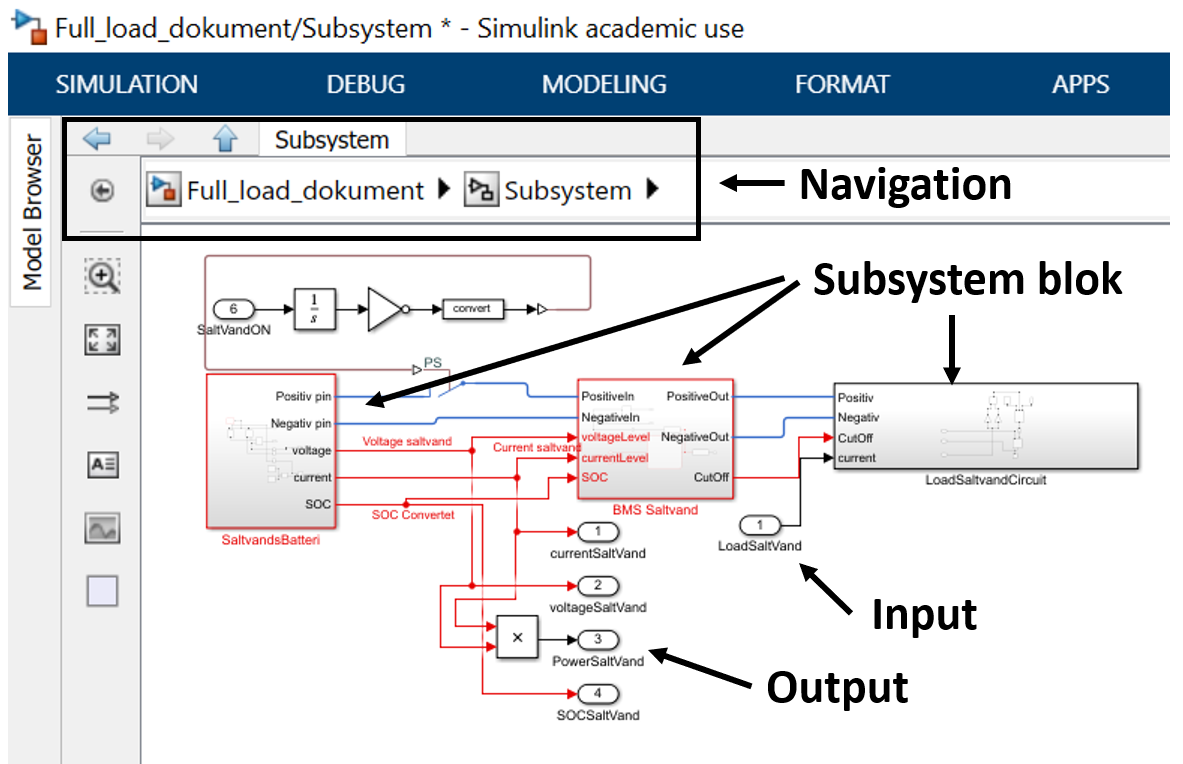 Full_load_dokument/Subsystem * - Simulink academic use
SIMULATION DEBUG MODELING FORMAT APPS
Model Browser
Subsystem
Full_load_dokument Subsystem
Navigation
Subsystem blok
6
SaltVandON
1
s
convert
PS
Positiv pin
Negativ pin
voltage
current
SOC
SaltvandsBatteri
Voltage saltvand
Current saltvand
SOC Convertet
PositiveIn PositiveOut
NegativeIn
voltageLevel NegativeOut
currentLevel
SOC CutOff
BMS Saltvand
Positiv
Negativ
CutOff
current
LoadSaltvandCircuit
1
LoadSaltVand
1
currentSaltVand
2
voltageSaltVand
×
3
PowerSaltVand
4
SOCSaltVand
Input
Output